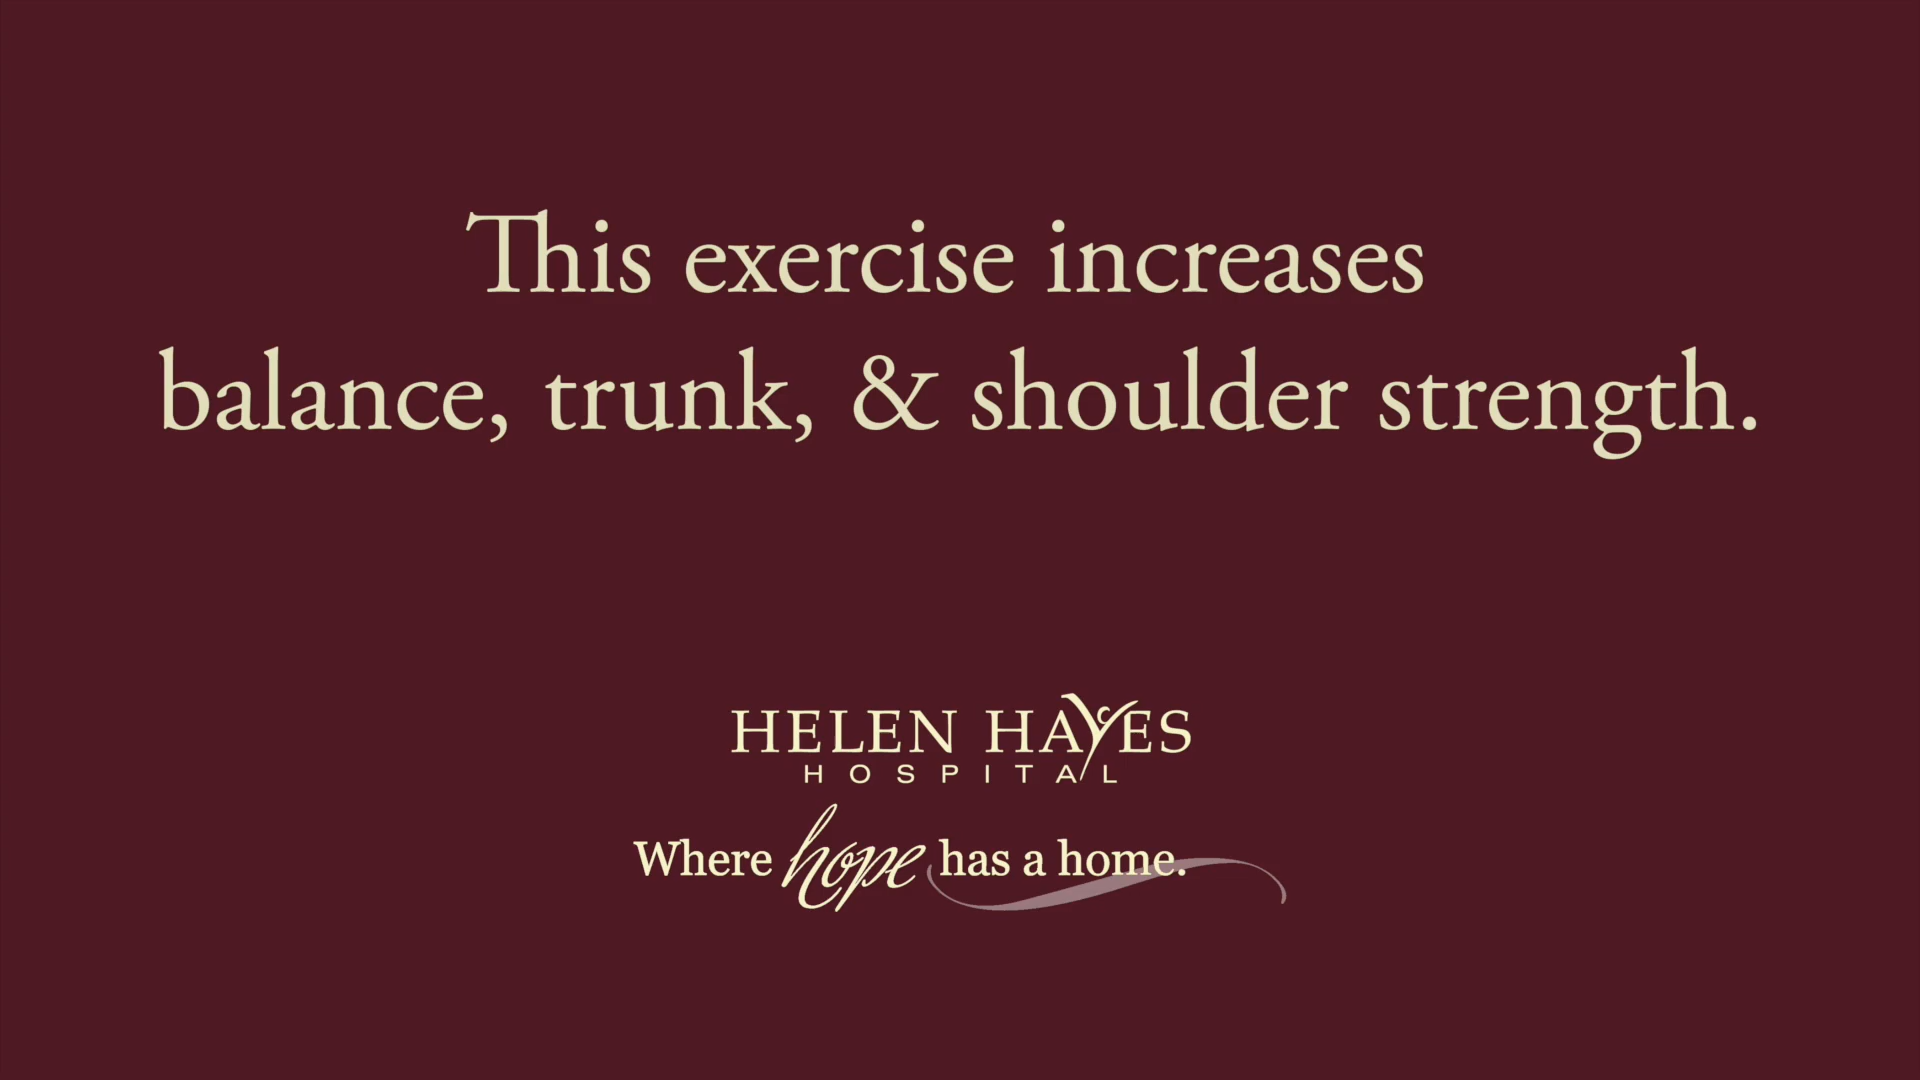 This exercise increases
balance, trunk, & shoulder strength.
HELEN HAYES
HOSPITAL
Where hope has a home.